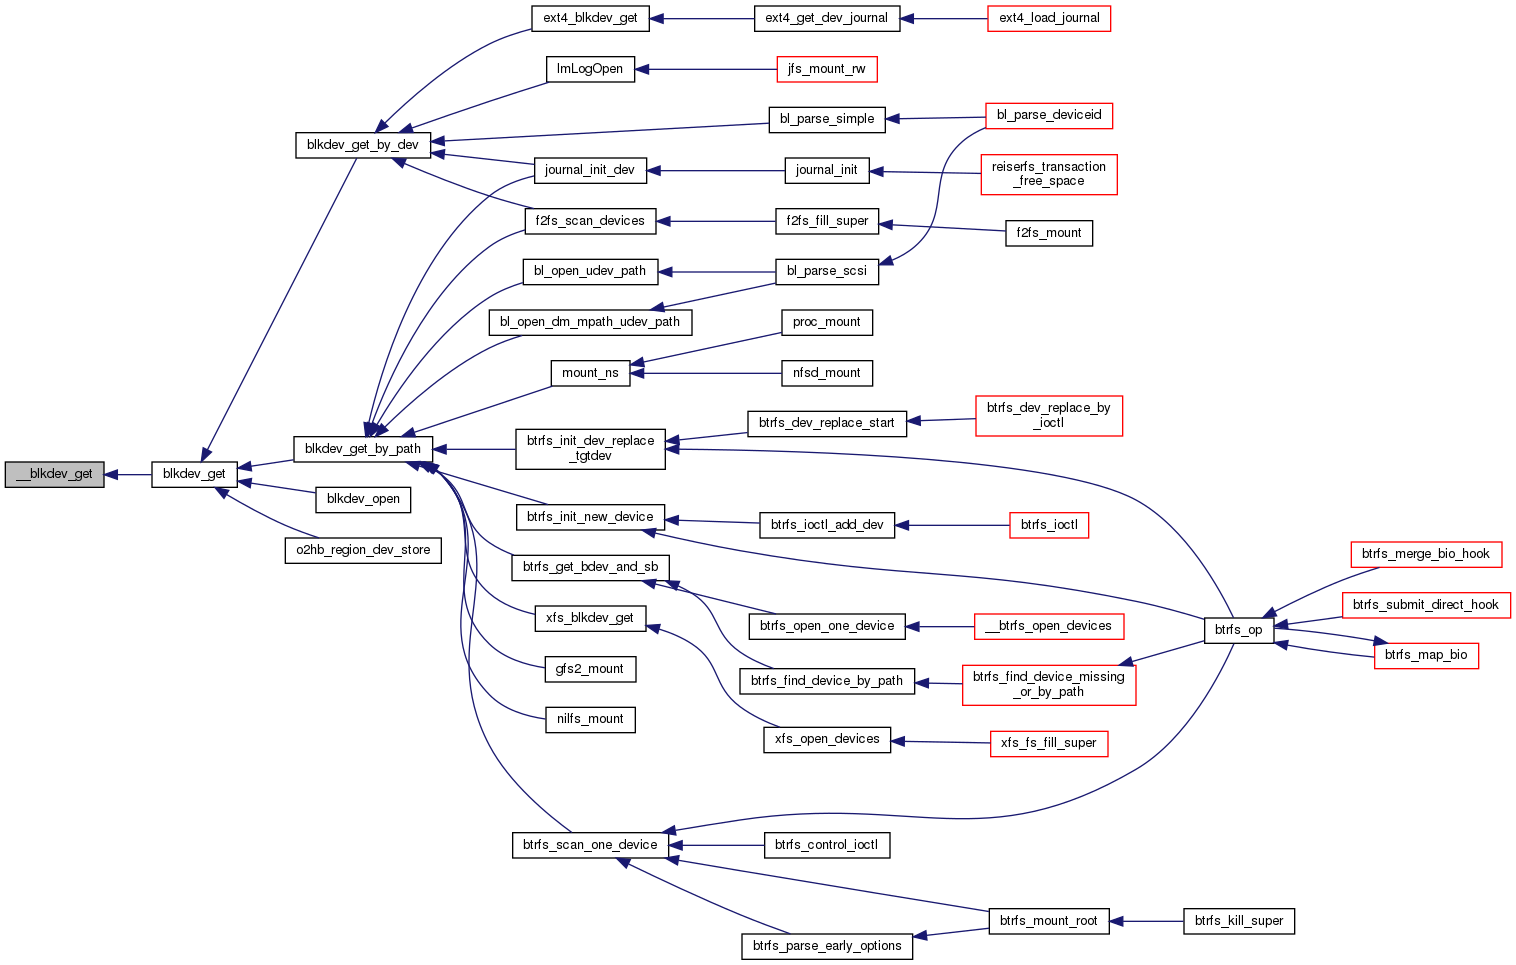 ext4_blkdev_get
ext4_get_dev_journal
ext4_load_journal
lmLogOpen
jfs_mount_rw
bl_parse_simple
bl_parse_deviceid
blkdev_get_by_dev
journal_init_dev
journal_init
reiserfs_transaction
_free_space
f2fs_scan_devices
f2fs_fill_super
f2fs_mount
bl_open_udev_path
bl_parse_scsi
bl_open_dm_mpath_udev_path
proc_mount
mount_ns
nfsd_mount
btrfs_dev_replace_start
btrfs_dev_replace_by
_ioctl
blkdev_get_by_path
btrfs_init_dev_replace
_tgtdev
__blkdev_get
blkdev_get
blkdev_open
btrfs_init_new_device
btrfs_ioctl_add_dev
btrfs_ioctl
o2hb_region_dev_store
btrfs_merge_bio_hook
btrfs_get_bdev_and_sb
btrfs_submit_direct_hook
xfs_blkdev_get
btrfs_open_one_device
__btrfs_open_devices
btrfs_op
btrfs_map_bio
gfs2_mount
btrfs_find_device_by_path
btrfs_find_device_missing
_or_by_path
nilfs_mount
xfs_open_devices
xfs_fs_fill_super
btrfs_scan_one_device
btrfs_control_ioctl
btrfs_mount_root
btrfs_kill_super
btrfs_parse_early_options